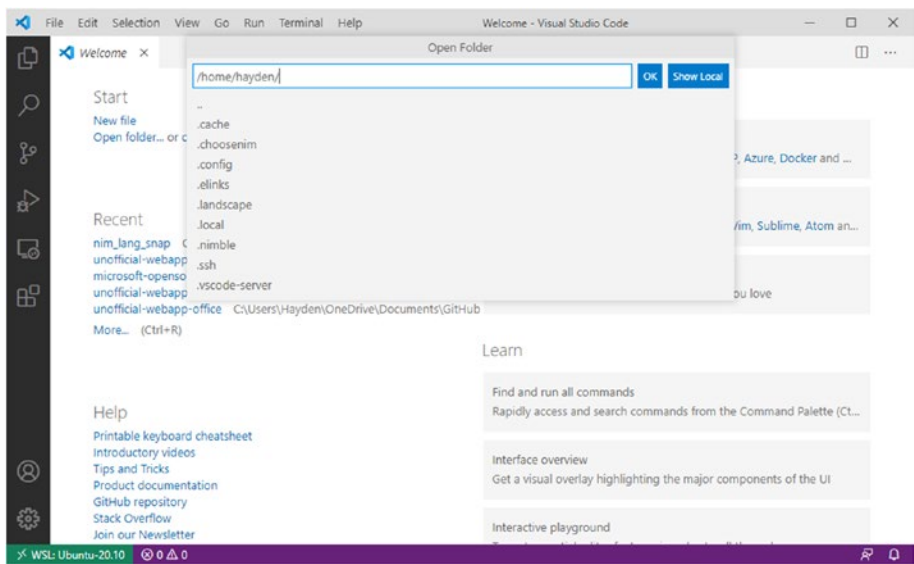 File Edit Selection View Go Run Terminal Help Welcome - Visual Studio Code
Welcome
Open Folder
/home/hayden/
OK
Show Local
..
.cache
.choosenim
.config
.elinks
.landscape
.local
.nimble
.ssh
.vscode-server
Start
New file
Open folder... or c
Recent
nim_lang_snap C
unofficial-webapp
microsoft-openso
unofficial-webapp
unofficial-webapp-office C:\Users\Hayden\OneDrive\Documents\GitHub
More... (Ctrl+R)
Help
Printable keyboard cheatsheet
Introductory videos
Tips and Tricks
Product documentation
GitHub repository
Stack Overflow
Join our Newsletter
, Azure, Docker and ...
Vim, Sublime, Atom an...
ou love
Learn
Find and run all commands
Rapidly access and search commands from the Command Palette (Ct...
Interface overview
Get a visual overlay highlighting the major components of the UI
Interactive playground
WSL: Ubuntu-20.10 0 0